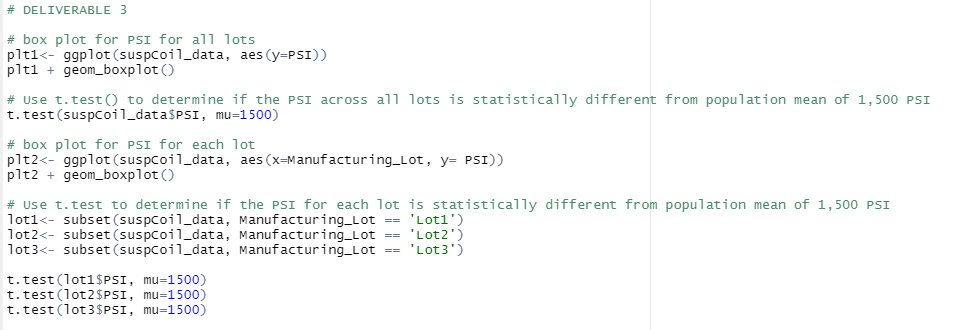 # DELIVERABLE 3
# box plot for PSI for all lots
plt1<- ggplot(suspCoil_data, aes(y=PSI))
plt1 + geom_boxplot()
# Use t.test() to determine if the PSI across all lots is statistically different from population mean of 1,500 PSI
t.test(suspCoil_data$PSI, mu=1500)
# box plot for PSI for each lot
plt2<- ggplot(suspCoil_data, aes(x=Manufacturing_Lot, y= PSI))
plt2 + geom_boxplot()
# Use t.test to determine if the PSI for each lot is statistically different from population mean of 1,500 PSI
lot1<- subset(suspCoil_data, Manufacturing_Lot == 'Lot1')
lot2<- subset(suspCoil_data, Manufacturing_Lot == 'Lot2')
lot3<- subset(suspCoil_data, Manufacturing_Lot == 'Lot3')
t.test(lot1$PSI, mu=1500)
t.test(lot2$PSI, mu=1500)
t.test(lot3$PSI, mu=1500)